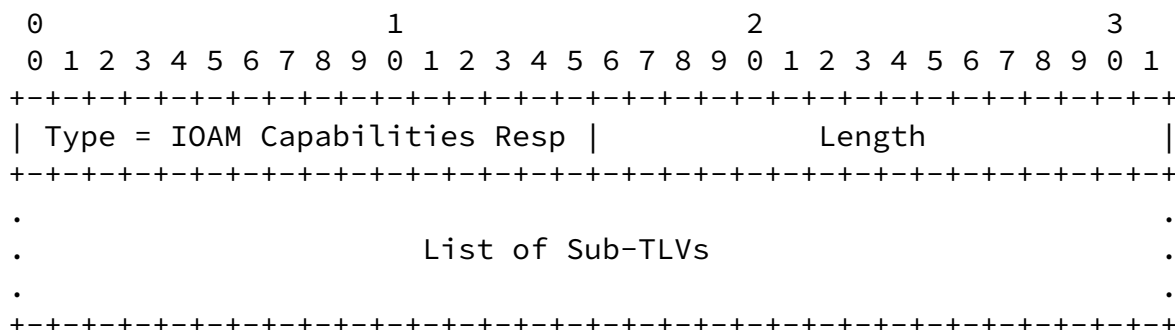 0                   1                   2                   3
 0 1 2 3 4 5 6 7 8 9 0 1 2 3 4 5 6 7 8 9 0 1 2 3 4 5 6 7 8 9 0 1
+-+-+-+-+-+-+-+-+-+-+-+-+-+-+-+-+-+-+-+-+-+-+-+-+-+-+-+-+-+-+-+-+
| Type = IOAM Capabilities Resp |            Length             |
+-+-+-+-+-+-+-+-+-+-+-+-+-+-+-+-+-+-+-+-+-+-+-+-+-+-+-+-+-+-+-+-+
.                                                               .
.                      List of Sub-TLVs                         .
.                                                               .
+-+-+-+-+-+-+-+-+-+-+-+-+-+-+-+-+-+-+-+-+-+-+-+-+-+-+-+-+-+-+-+-+